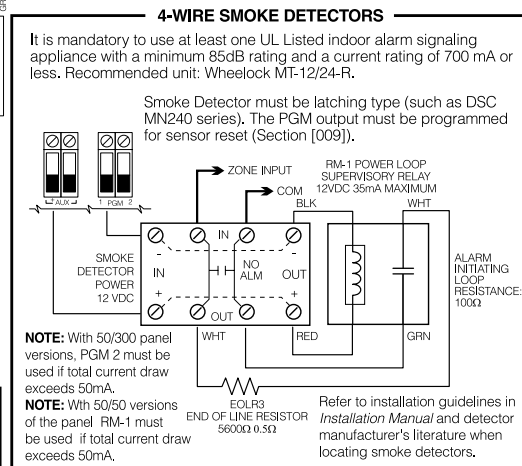 4-WIRE SMOKE DETECTORS
It is mandatory to use at least one UL Listed indoor alarm signaling
appliance with a minimum 85dB rating and a current rating of 700 mA or
less. Recommended unit: Wheelock MT-12/24-R.
Smoke Detector must be latching type (such as DSC
MN240 series). The PGM output must be programmed
for sensor reset (Section [009]).
- AUX +
1 PGM 2
ZONE INPUT
COM
RM-1 POWER LOOP
SUPERVISORY RELAY
12VDC 35mA MAXIMUM
BLK
WHT
SMOKE
DETECTOR
POWER
12 VDC
IN
-
-
IN
NO
ALM
OUT
+
+
OUT
ALARM
INITIATING
LOOP
RESISTANCE:
100Ω
WHT
RED
GRN
NOTE: With 50/300 panel
versions, PGM 2 must be
used if total current draw
exceeds 50mA.
NOTE: Wth 50/50 versions
of the panel RM-1 must
be used if total current draw
exceeds 50mA.
EOLR3
END OF LINE RESISTOR
5600Ω 0.5Ω
Refer to installation guidelines in
Installation Manual and detector
manufacturer's literature when
locating smoke detectors.